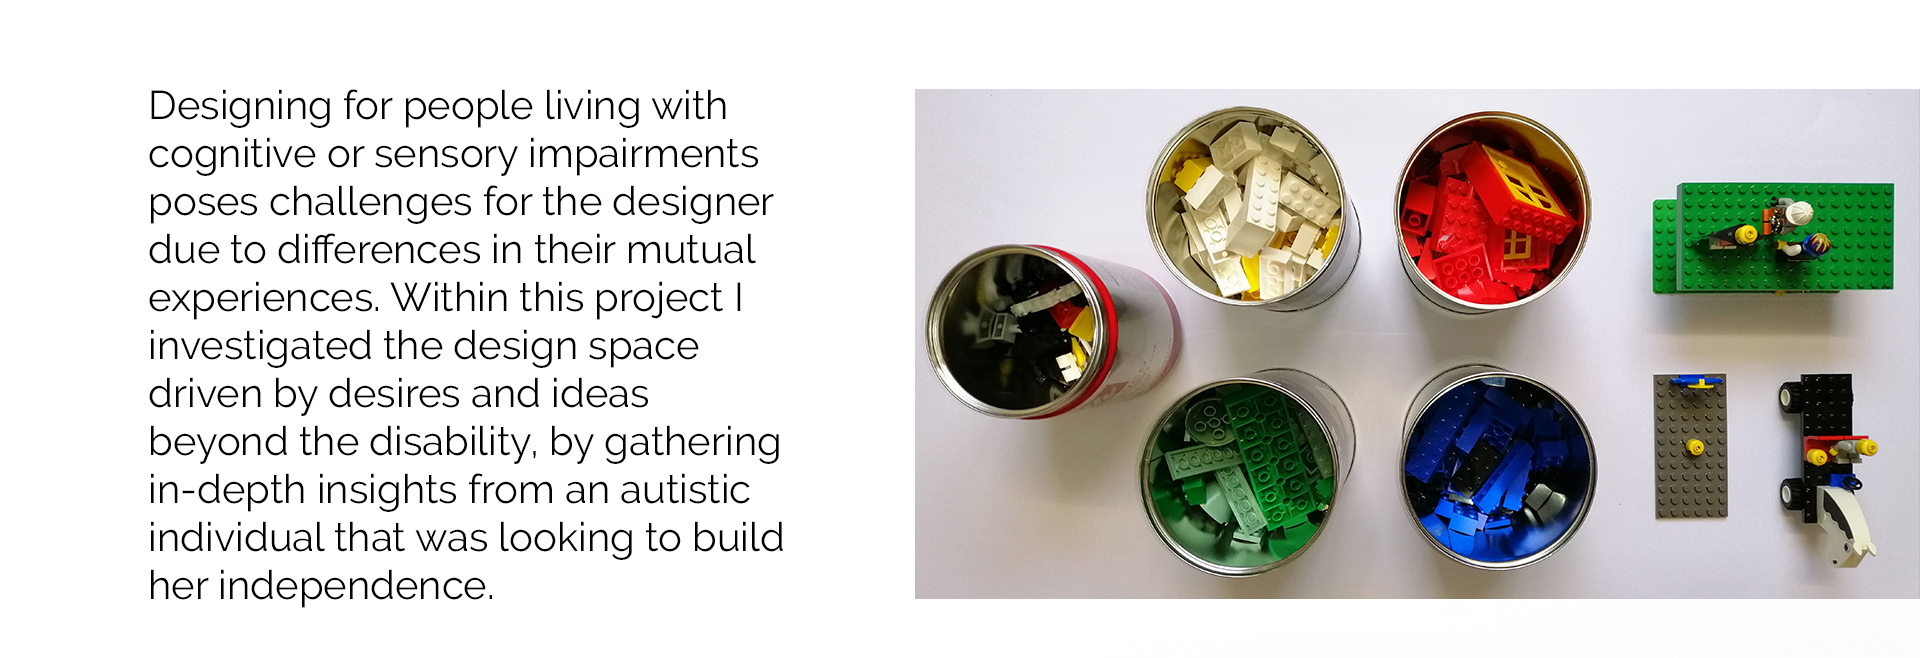 Designing for people living with
cognitive or sensory impairments
poses challenges for the designer
due to differences in their mutual
experiences. Within this project I
investigated the design space
driven by desires and ideas
beyond the disability, by gathering
in-depth insights from an autistic
individual that was looking to build
her independence.